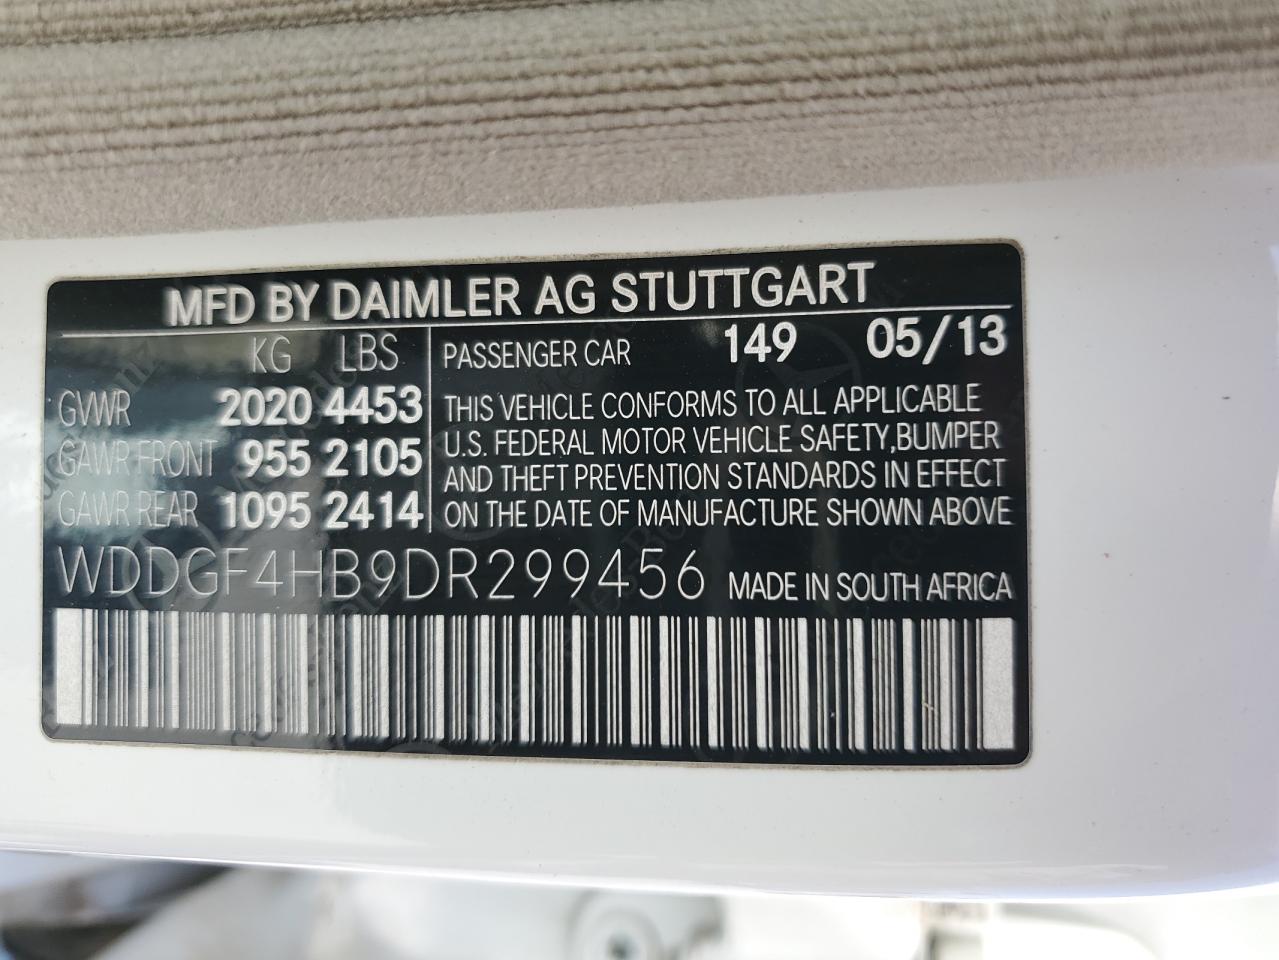 MFD BY DAIMLER AG STUTTGART
KG LBS
GVWR 2020 4453
GAWR FRONT 955 2105
GAWR REAR 1095 2414
PASSENGER CAR 149 05/13
THIS VEHICLE CONFORMS TO ALL APPLICABLE
U.S. FEDERAL MOTOR VEHICLE SAFETY,BUMPER
AND THEFT PREVENTION STANDARDS IN EFFECT
ON THE DATE OF MANUFACTURE SHOWN ABOVE
WDDGF4HB9DR299456 MADE IN SOUTH AFRICA